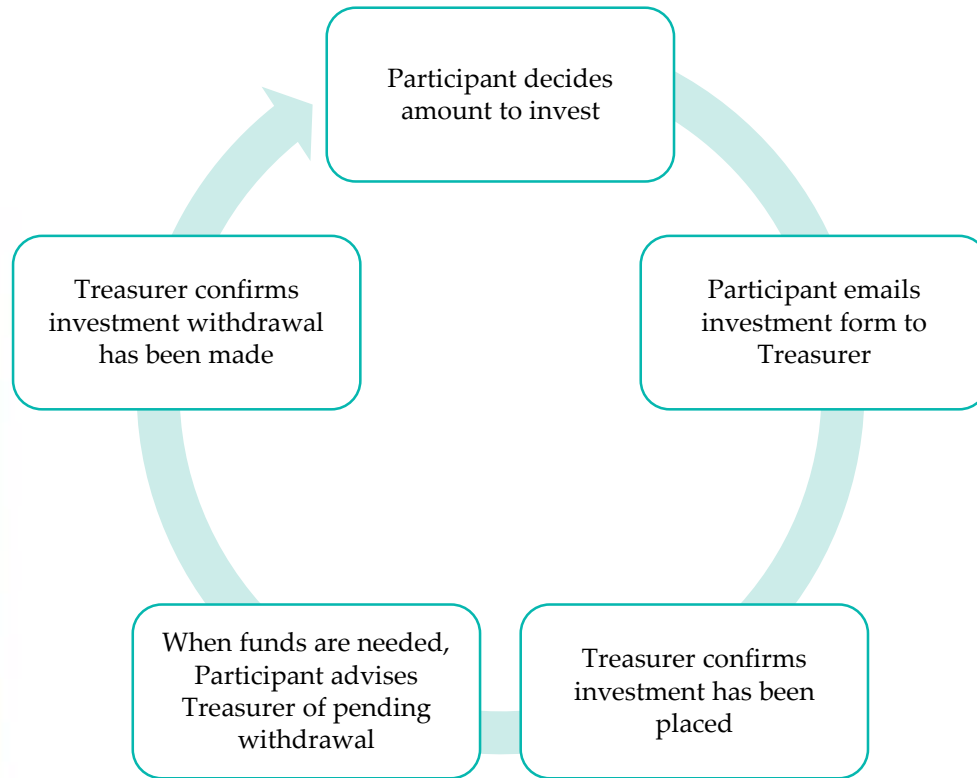 Participant decides
amount to invest
Participant emails
investment form to
Treasurer
Treasurer confirms
investment has been
placed
When funds are needed,
Participant advises
Treasurer of pending
withdrawal
Treasurer confirms
investment withdrawal
has been made